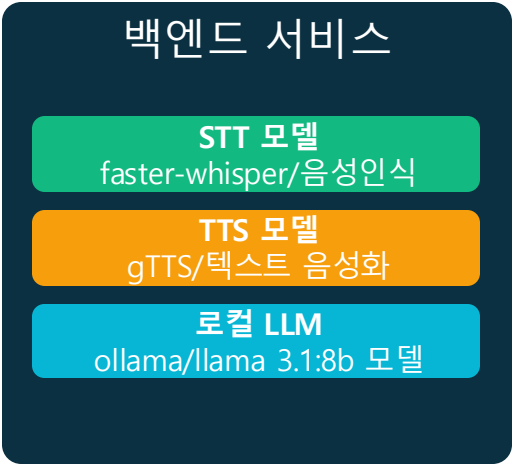 백엔드 서비스
STT 모델
faster-whisper/음성인식
TTS 모델
gTTS/텍스트 음성화
로컬 LLM
ollama/llama 3.1:8b 모델